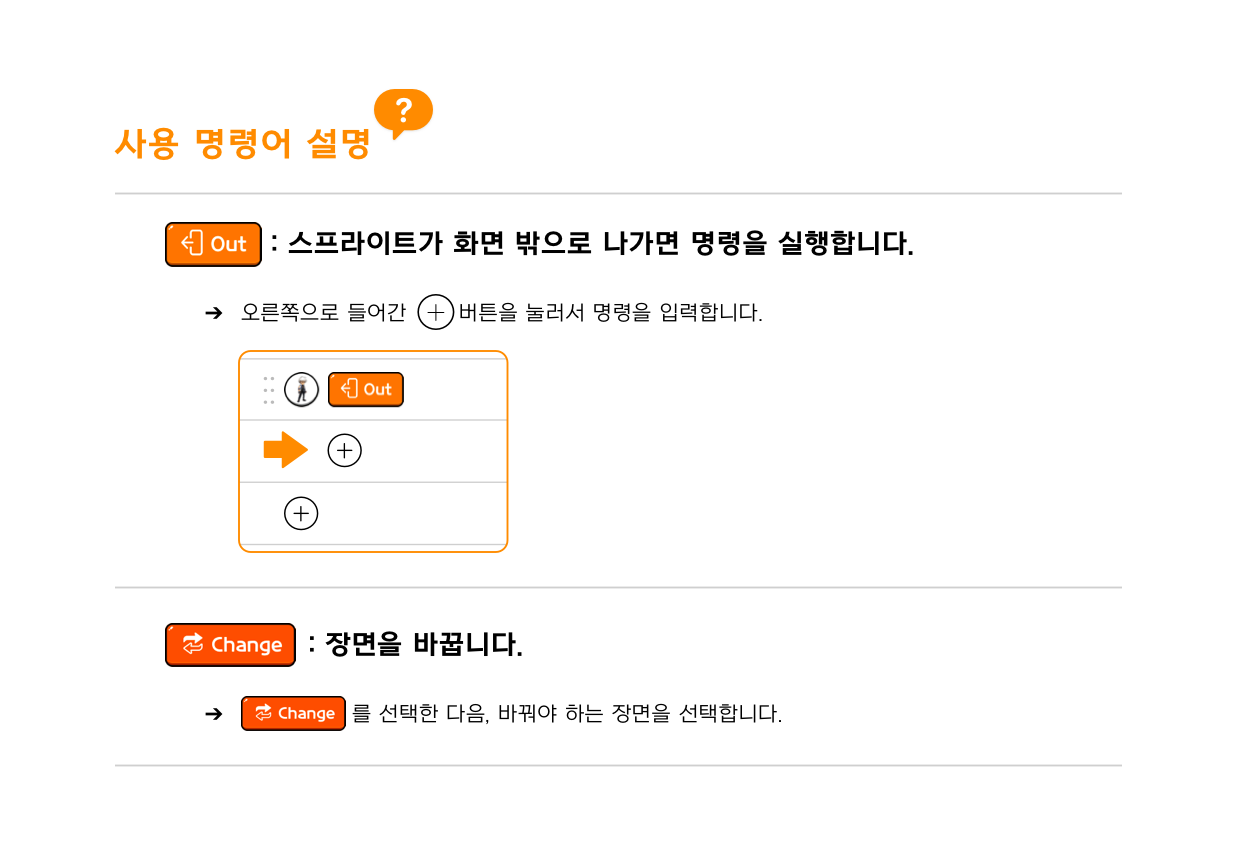 사용 명령어 설명 ?
Out : 스프라이트가 화면 밖으로 나가면 명령을 실행합니다.
➔ 오른쪽으로 들어간 + 버튼을 눌러서 명령을 입력합니다.
Out
Change : 장면을 바꿉니다.
➔ Change 를 선택한 다음, 바꿔야 하는 장면을 선택합니다.